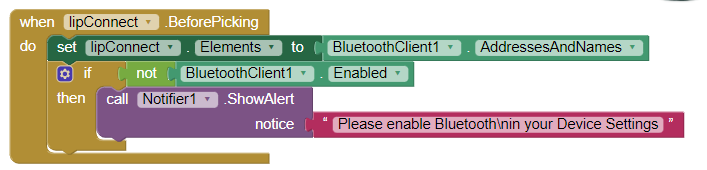 when lipConnect .BeforePicking
do set lipConnect . Elements to BluetoothClient1 . AddressesAndNames
if not BluetoothClient1 . Enabled
then call Notifier1 .ShowAlert
notice " Please enable Bluetooth\nin your Device Settings "